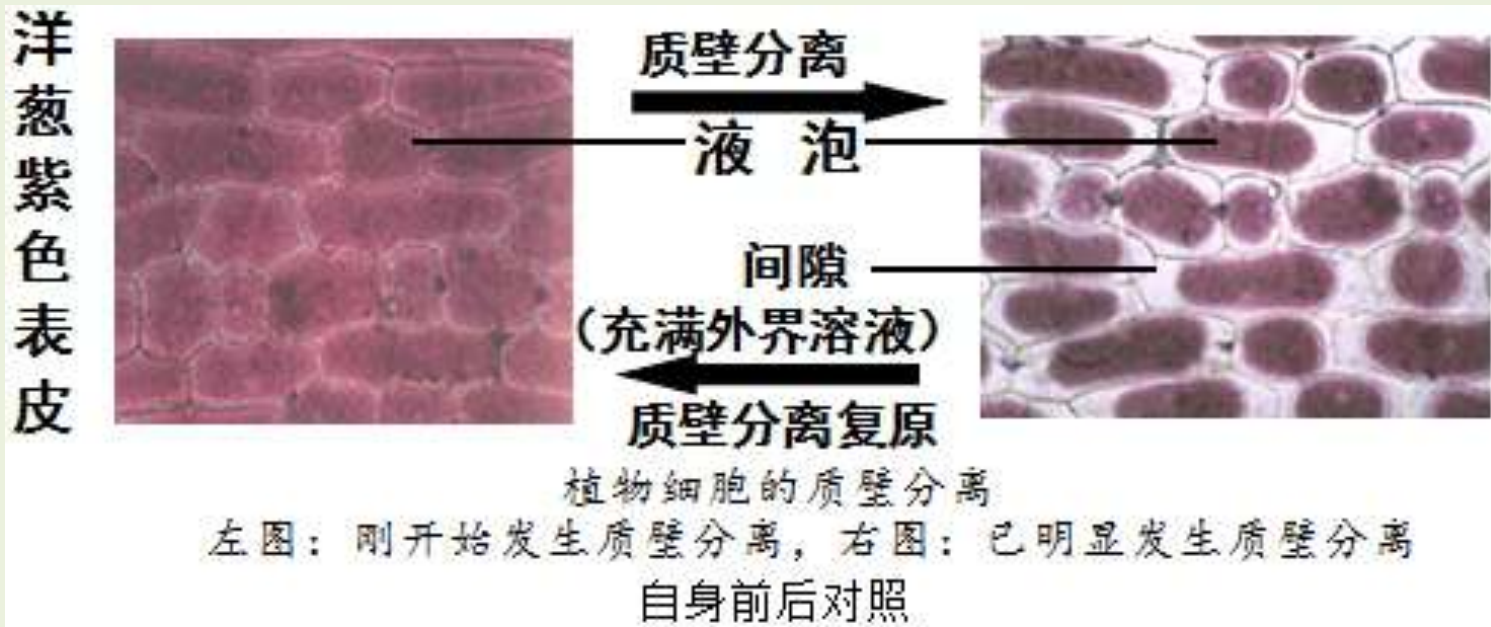 洋葱紫色表皮
质壁分离
液 泡
间隙
（充满外界溶液）
质壁分离复原
植物细胞的质壁分离
左图：刚开始发生质壁分离，右图：已明显发生质壁分离
自身前后对照